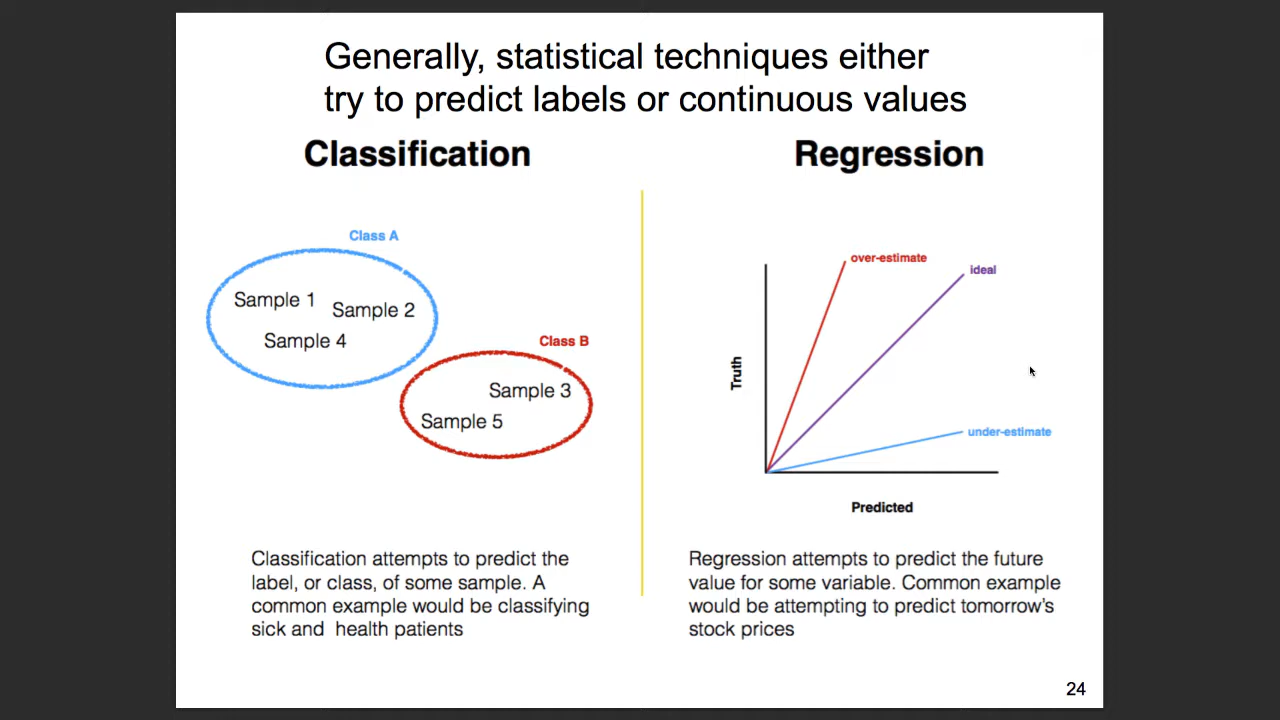 Generally, statistical techniques either
try to predict labels or continuous values
Classification
Class A
Sample 1
Sample 2
Sample 4
Class B
Sample 3
Sample 5
Classification attempts to predict the
label, or class, of some sample. A
common example would be classifying
sick and health patients
Regression
over-estimate
ideal
Truth
under-estimate
Predicted
Regression attempts to predict the future
value for some variable. Common example
would be attempting to predict tomorrow's
stock prices
24